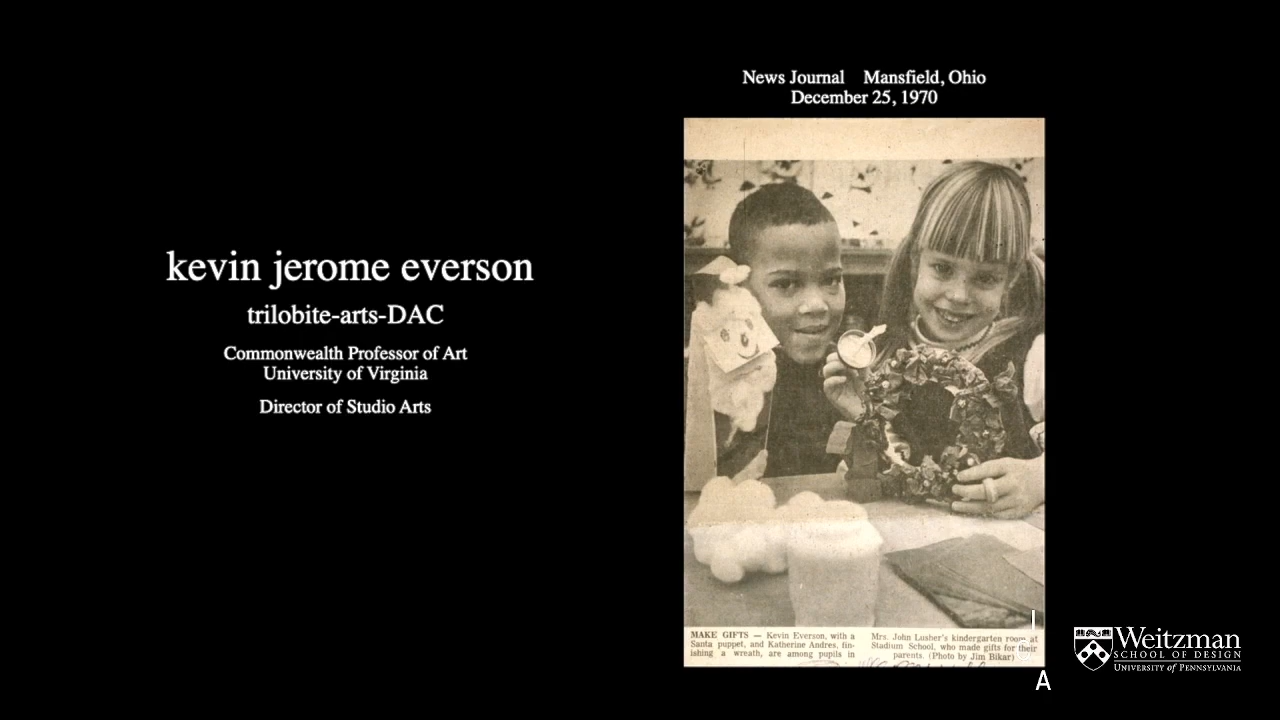 kevin jerome everson
trilobite-arts-DAC
Commonwealth Professor of Art
University of Virginia
Director of Studio Arts
News Journal Mansfield, Ohio
December 25, 1970
MAKE GIFTS — Kevin Everson, with a
Santa puppet, and Katherine Andres, fin-
ishing a wreath, are among pupils in
Mrs. John Lusher's kindergarten room at
Stadium School, who made gifts for their
parents. (Photo by Jim Bikar)
A
Weitzman
SCHOOL OF DESIGN
UNIVERSITY of PENNSYLVANIA